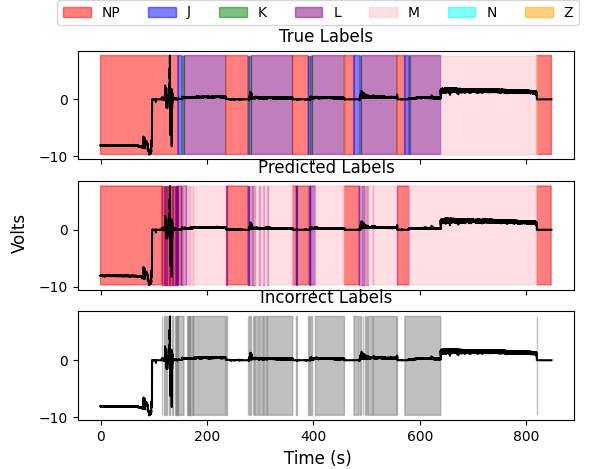 NP J K L M N Z
True Labels
0
−10
Predicted Labels
0
−10
Volts
Incorrect Labels
0
−10
0 200 400 600 800
Time (s)